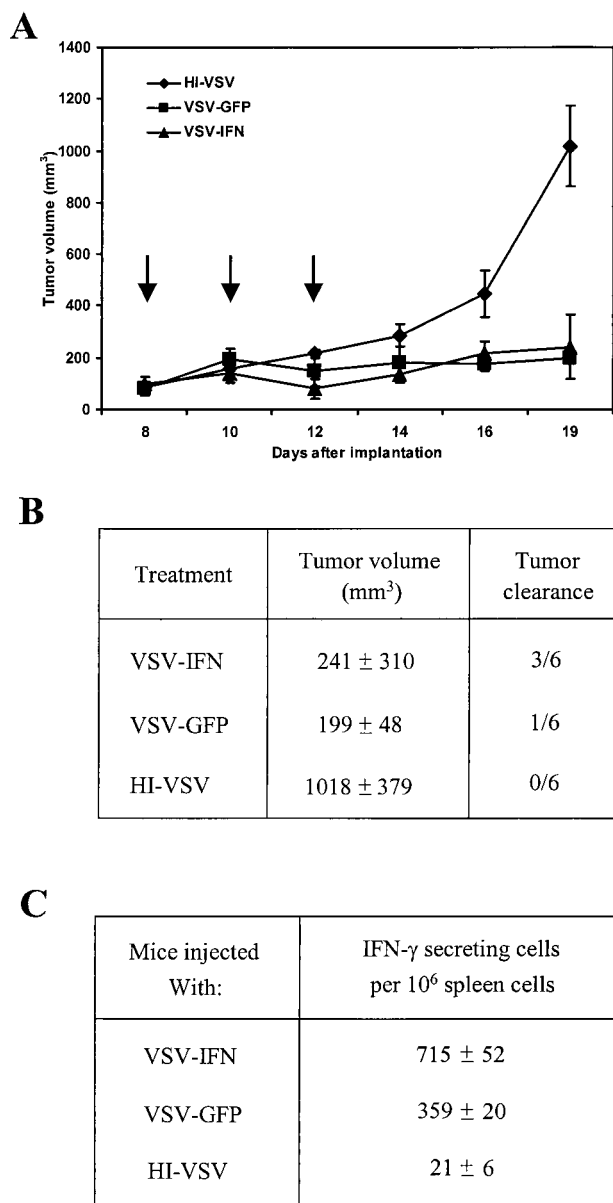 A
1400
1200
1000
800
600
400
200
0
Tumor volume (mm³)
HI-VSV
VSV-GFP
VSV-IFN
8 10 12 14 16 19
Days after implantation
B
Treatment Tumor volume (mm³) Tumor clearance
VSV-IFN 241 ± 310 3/6
VSV-GFP 199 ± 48 1/6
HI-VSV 1018 ± 379 0/6
C
Mice injected With: IFN-γ secreting cells per 10⁶ spleen cells
VSV-IFN 715 ± 52
VSV-GFP 359 ± 20
HI-VSV 21 ± 6